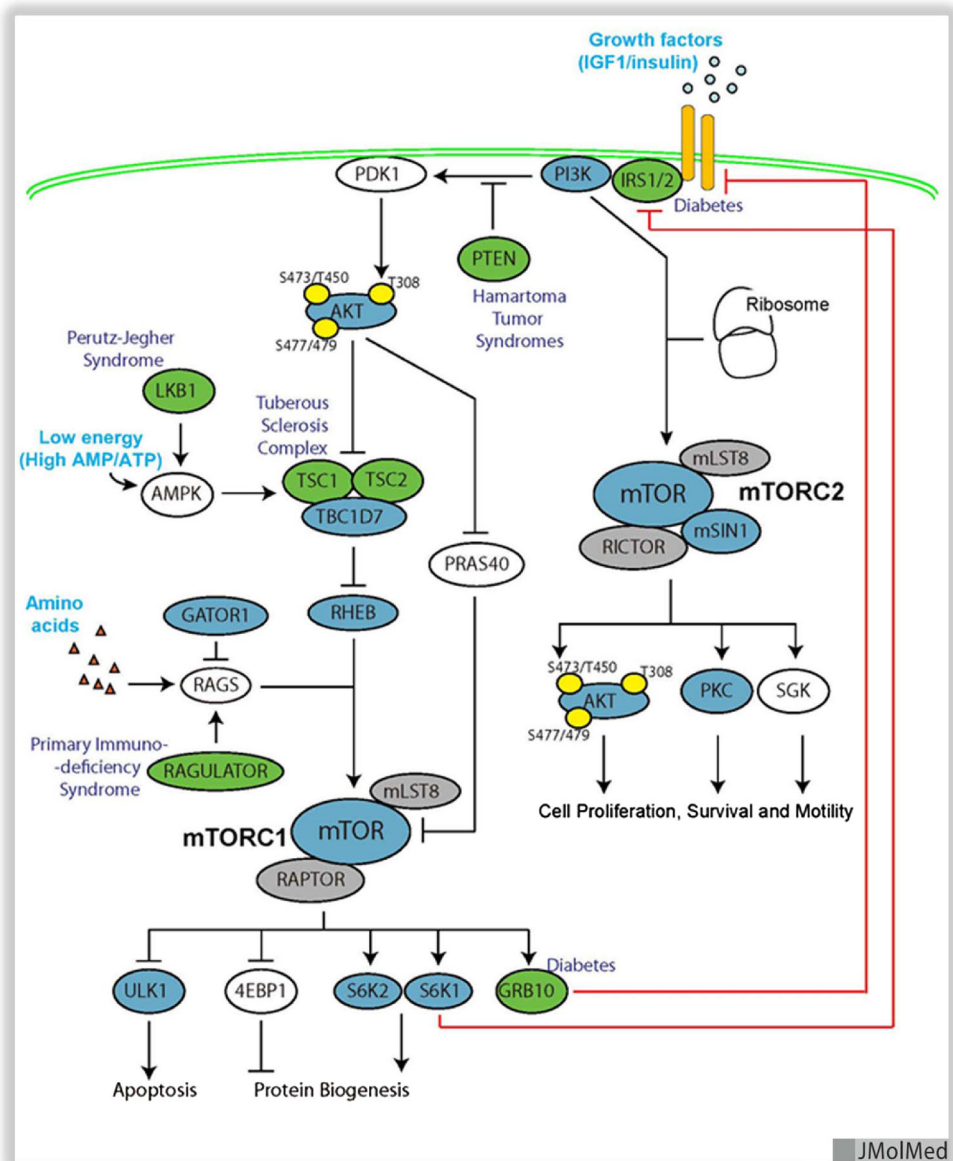 Growth factors
(IGF1/insulin)
PDK1
PI3K
IRS1/2
Diabetes
PTEN
Hamartoma
Tumor
Syndromes
S473/T450
T308
AKT
S477/479
Ribosome
Perutz-Jegher
Syndrome
LKB1
Low energy
(High AMP/ATP)
AMPK
Tuberous
Sclerosis
Complex
TSC1
TSC2
TBC1D7
mLST8
mTOR
mTORC2
mSIN1
RICTOR
PRAS40
Amino
acids
GATOR1
RHEB
RAGS
Primary Immuno-
-deficiency
Syndrome
RAGULATOR
S473/T450
T308
AKT
S477/479
PKC
SGK
Cell Proliferation, Survival and Motility
mLST8
mTORC1
mTOR
RAPTOR
ULK1
4EBP1
S6K2
S6K1
GRB10
Diabetes
Apoptosis
Protein Biogenesis
JMolMed